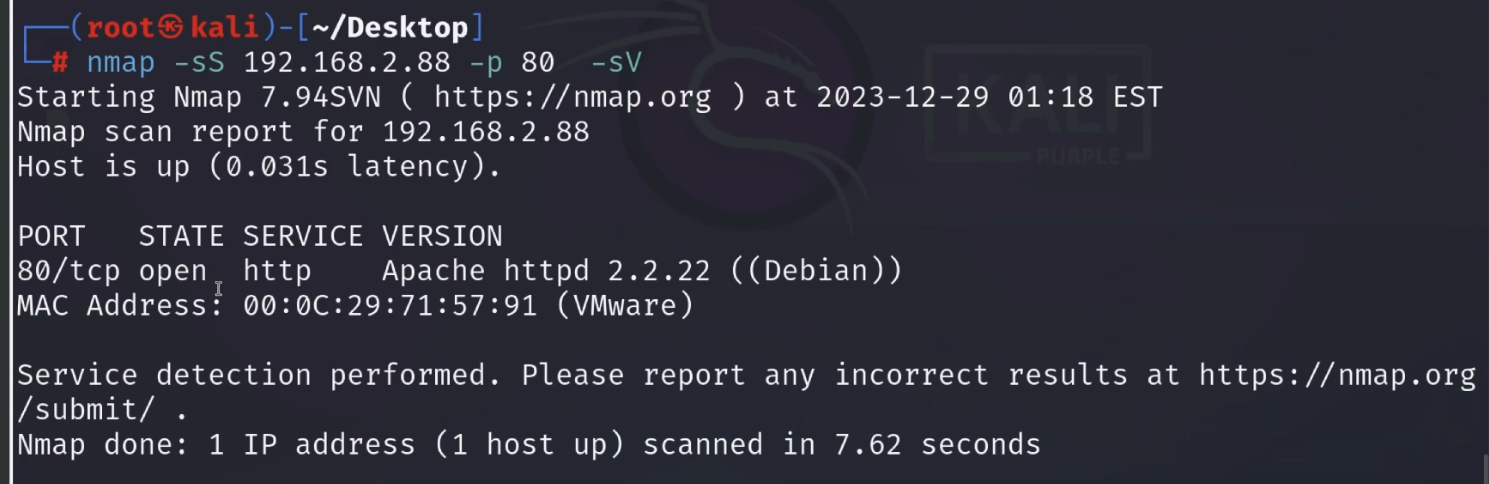 ┌──(root㉿kali)-[~/Desktop]
└─# nmap -sS 192.168.2.88 -p 80  -sV
Starting Nmap 7.94SVN ( https://nmap.org ) at 2023-12-29 01:18 EST
Nmap scan report for 192.168.2.88
Host is up (0.031s latency).

PORT   STATE SERVICE VERSION
80/tcp open  http    Apache httpd 2.2.22 ((Debian))
MAC Address: 00:0C:29:71:57:91 (VMware)

Service detection performed. Please report any incorrect results at https://nmap.org
/submit/ .
Nmap done: 1 IP address (1 host up) scanned in 7.62 seconds
KALI
PURPLE